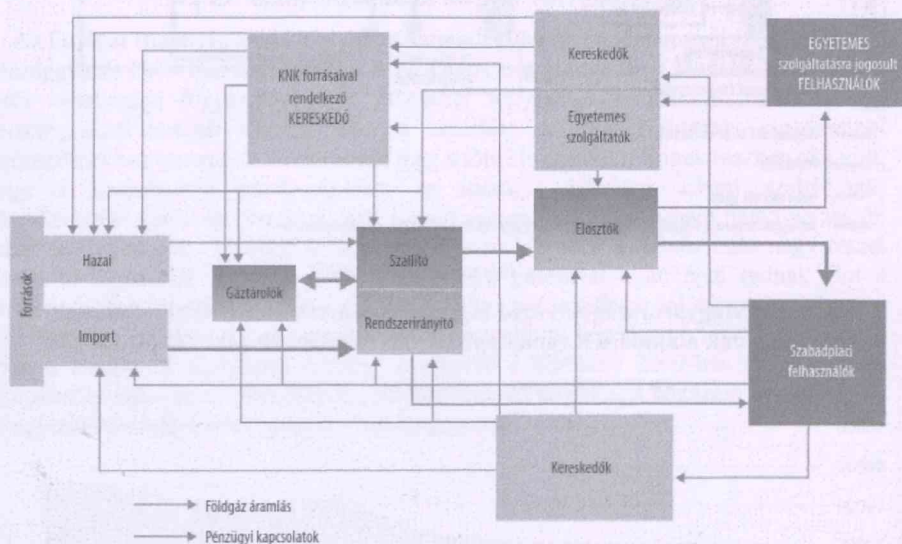 KNK forrásaival
rendelkező
KERESKEDŐ
Kereskedők
Egyetemes
szolgáltatók
EGYETEMES
szolgáltatásra jogosult
FELHASZNÁLÓK
Elosztók
Források
Hazai
Import
Gáztárolók
Szállító
Rendszerirányító
Szabadpiaci
felhasználók
Kereskedők
Földgáz áramlás
Pénzügyi kapcsolatok